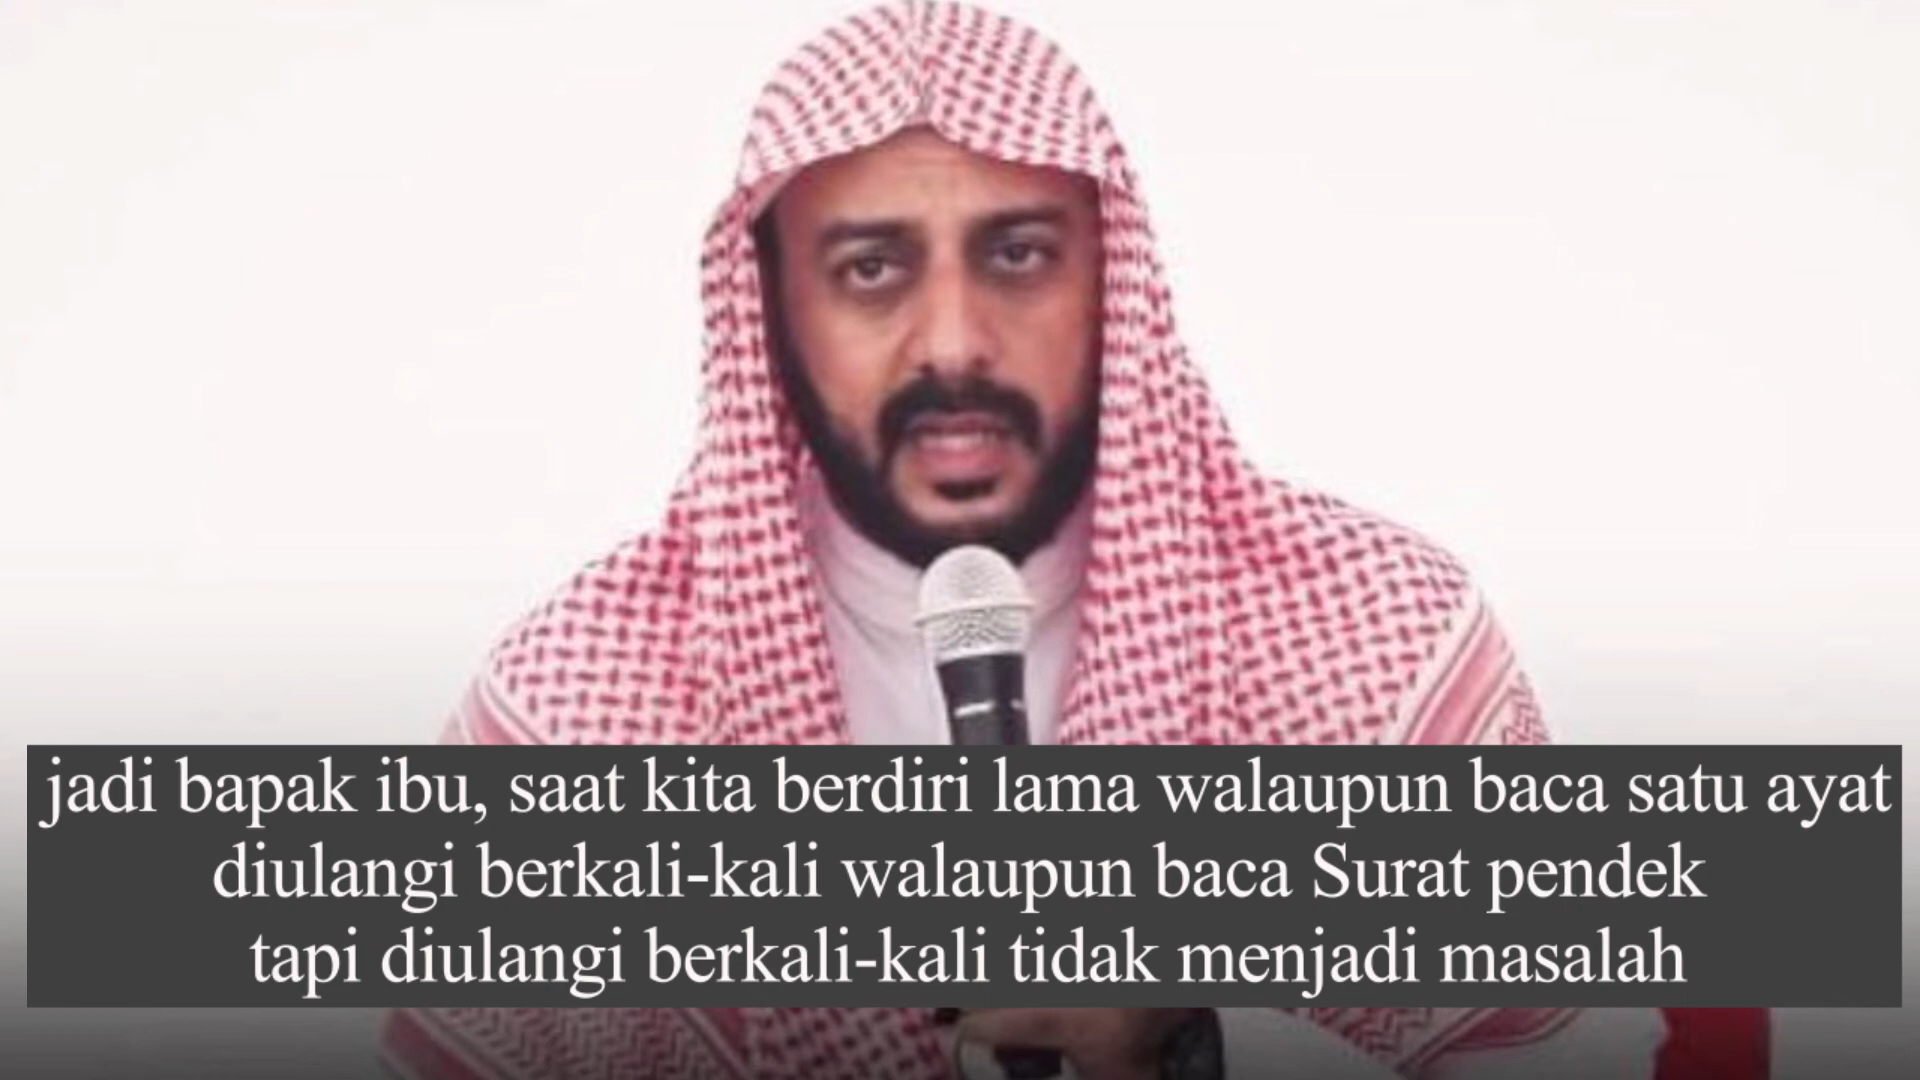 jadi bapak ibu, saat kita berdiri lama walaupun baca satu ayat
diulangi berkali-kali walaupun baca Surat pendek
tapi diulangi berkali-kali tidak menjadi masalah